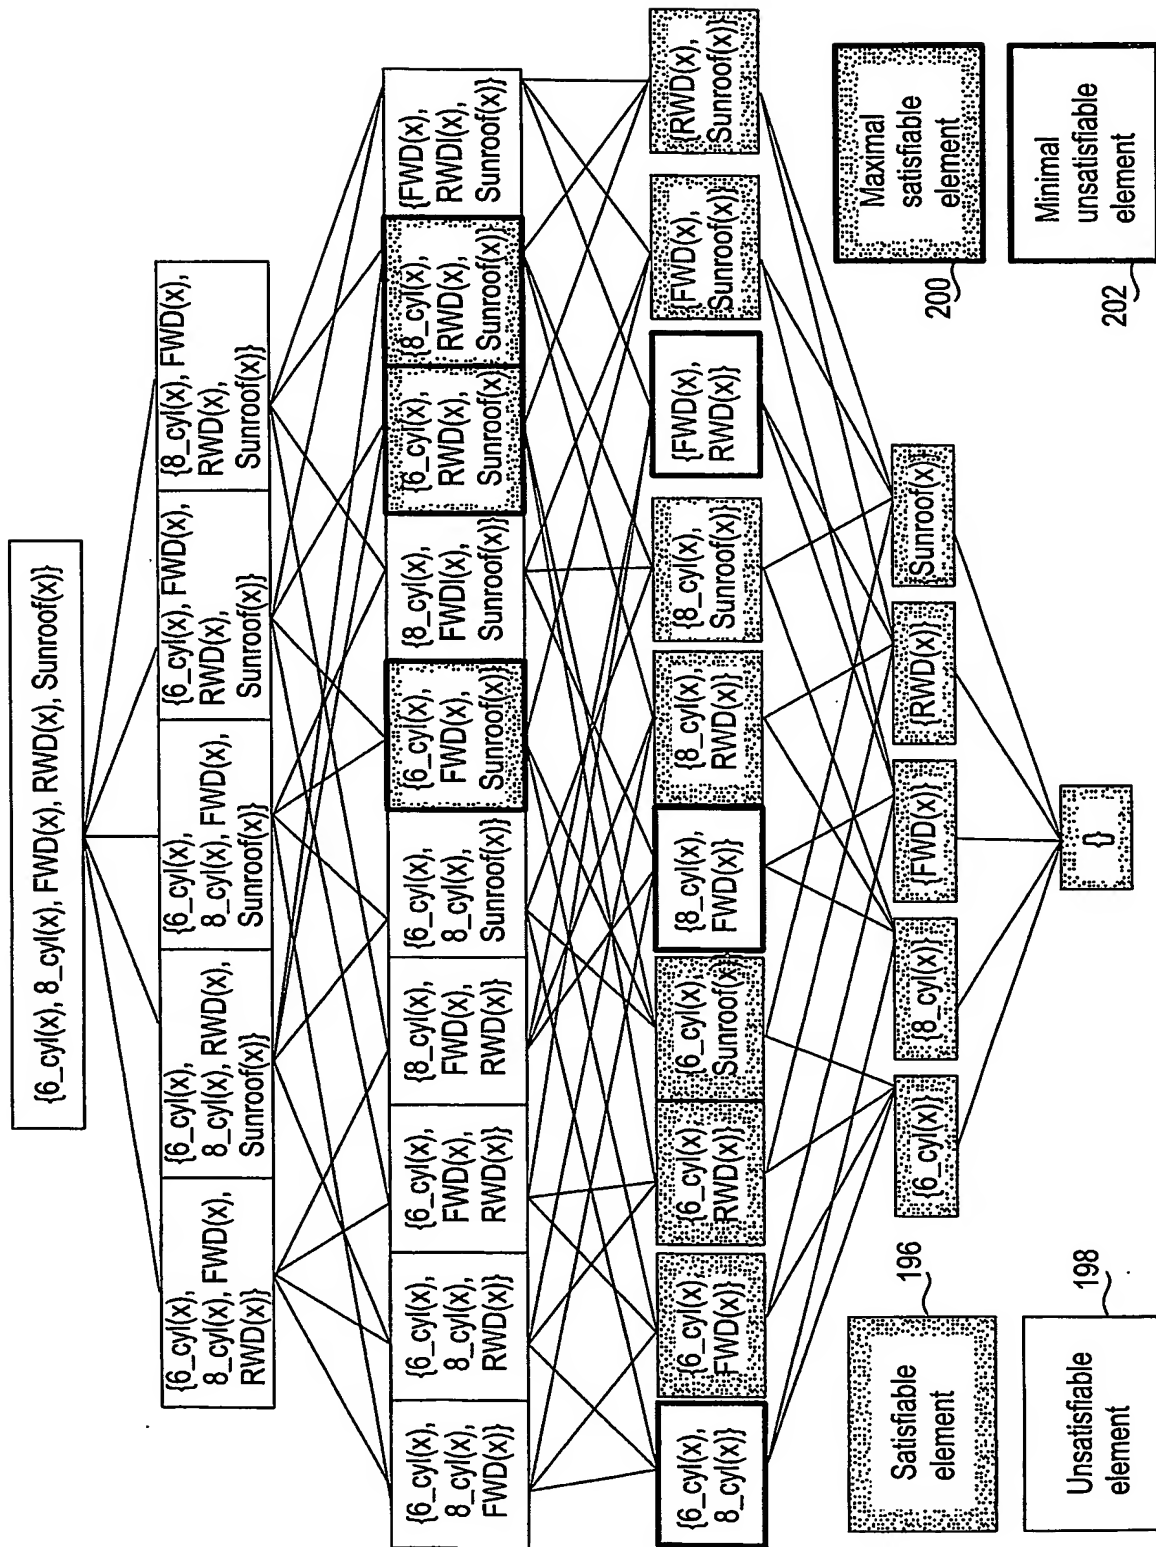 {6_cyl(x), 8_cyl(x), FWD(x), RWD(x), Sunroof(x)}
{6_cyl(x),
8_cyl(x), FWD(x),
RWD(x)}
{6_cyl(x),
8_cyl(x), RWD(x),
Sunroof(x)}
{6_cyl(x),
8_cyl(x), FWD(x),
Sunroof(x)}
{6_cyl(x), FWD(x),
RWD(x),
Sunroof(x)}
{8_cyl(x), FWD(x),
RWD(x),
Sunroof(x)}
{6_cyl(x),
8_cyl(x),
FWD(x)}
{6_cyl(x),
8_cyl(x),
RWD(x)}
{6_cyl(x),
FWD(x),
RWD(x)}
{8_cyl(x),
FWD(x),
RWD(x)}
{6_cyl(x),
8_cyl(x),
Sunroof(x)}
{6_cyl(x),
FWD(x),
Sunroof(x)}
{8_cyl(x),
FWDI(x),
Sunroof(x)}
{6_cyl(x),
RWD(x),
Sunroof(x)}
{8_cyl(x),
RWD(x),
Sunroof(x)}
{FWD(x),
RWDI(x),
Sunroof(x)}
{6_cyl(x),
8_cyl(x)}
{6_cyl(x),
FWD(x)}
{6_cyl(x),
RWD(x)}
{6_cyl(x),
Sunroof(x)}
{8_cyl(x),
FWD(x)}
{8_cyl(x),
RWD(x)}
{8_cyl(x),
Sunroof(x)}
{FWD(x),
RWD(x)}
{FWD(x),
Sunroof(x)}
{RWD(x),
Sunroof(x)}
{6_cyl(x)}
{8_cyl(x)}
{FWD(x)}
{RWD(x)}
{Sunroof(x)
{}
Satisfiable
element
196
Unsatisfiable
element
198
Maximal
satisfiable
element
200
Minimal
unsatisfiable
element
202